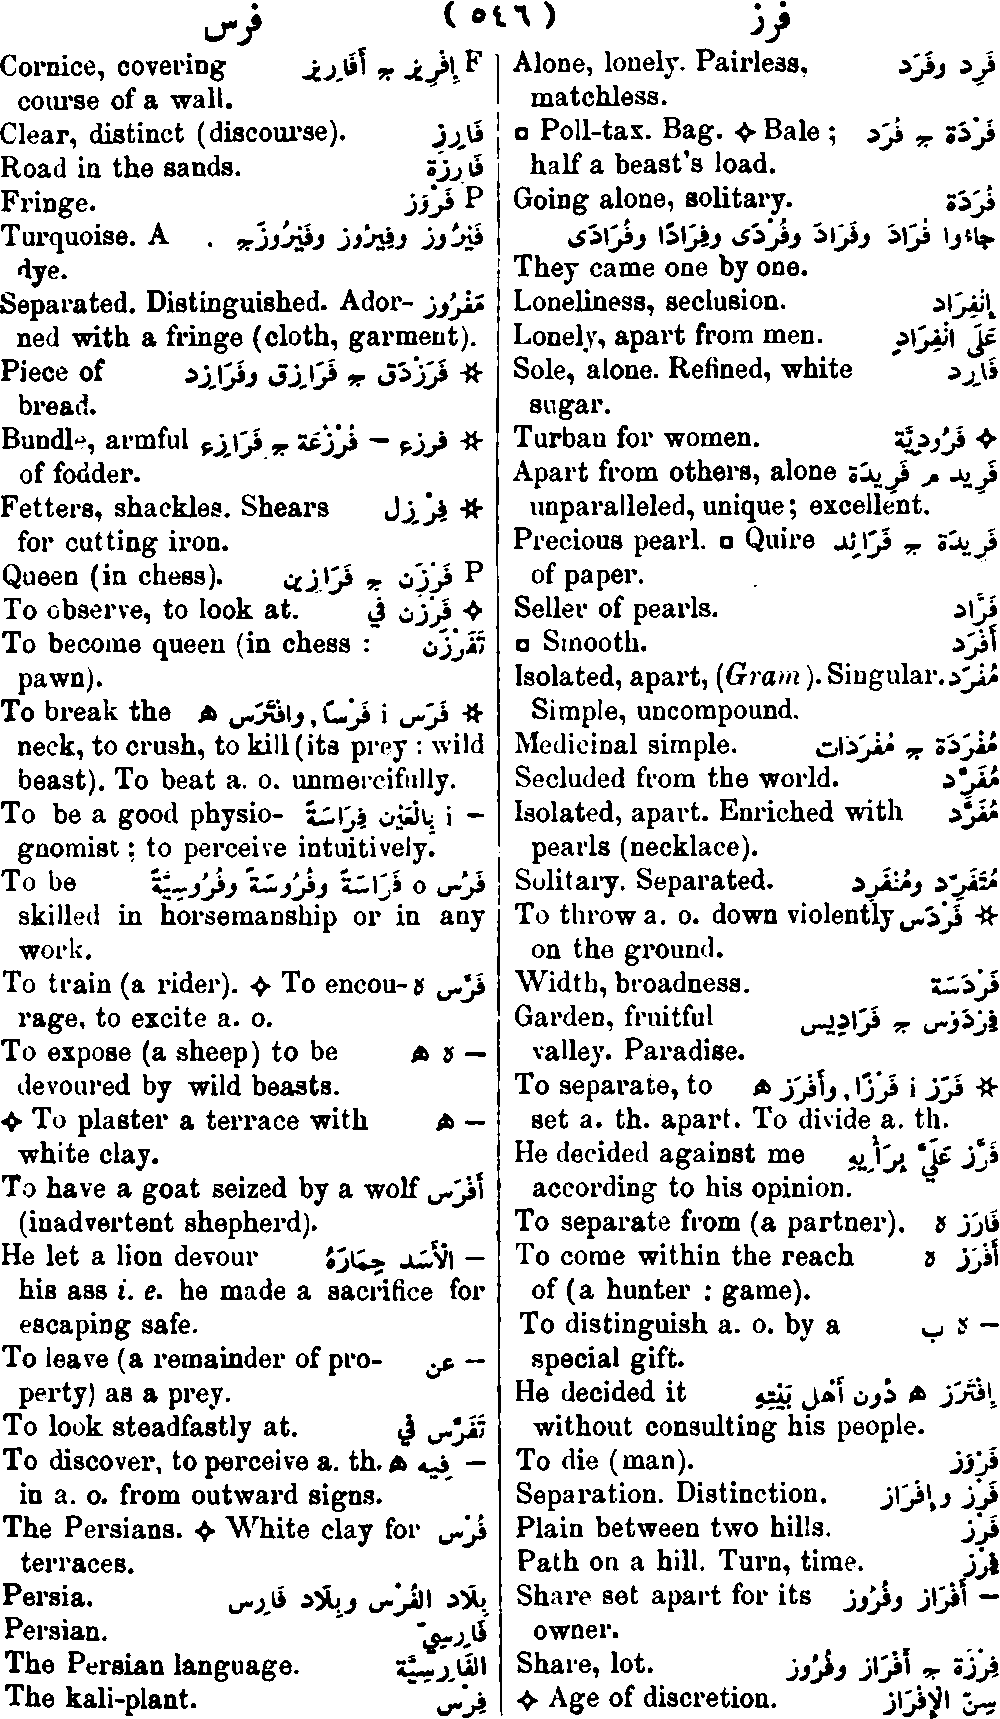 فرز ( ٥٤٦ ) فرس
Alone, lonely. Pairless, فَرِد وفَرَد
matchless.
▫ Poll-tax. Bag. ✧ Bale ; فَرْدَة ج فُرَد
half a beast's load.
Going alone, solitary. فُرَدَة
جاءوا فُرَادَ وفَرَادَ وفُرْدَى وفِرَادًا وفُرَادَى
They came one by one.
Loneliness, seclusion. إنْفِرَاد
Lonely, apart from men. عَلَى انْفِرَادٍ
Sole, alone. Refined, white فَارِد
sugar.
Turban for women. فَرُودِيَّة ✧
Apart from others, alone فَرِيد م فَرِيدَة
unparalleled, unique; excellent.
Precious pearl. ▫ Quire فَرِيدَة ج فَرَائِد
of paper.
Seller of pearls. فَرَّاد
▫ Smooth. أَفْرَد
Isolated, apart, (Gram). Singular. مُفْرَد
Simple, uncompound.
Medicinal simple. مُفْرَدَة ج مُفْرَدَات
Secluded from the world. مُفَرِّد
Isolated, apart. Enriched with مُفَرَّد
pearls (necklace).
Solitary. Separated. مُتَفَرِّد ومُنْفَرِد
To throw a. o. down violently فَرْدَس ✲
on the ground.
Width, broadness. فَرْدَسَة
Garden, fruitful فِرْدَوْس ج فَرَادِيس
valley. Paradise.
To separate, to ✲ فَرَز i فَرْزًا, وأَفْرَز ه
set a. th. apart. To divide a. th.
He decided against me فَرَّز عَلَيَّ بِرَأْيِهِ
according to his opinion.
To separate from (a partner). فَارَز ة
To come within the reach أَفْرَز ة
of (a hunter : game).
To distinguish a. o. by a – ة ب
special gift.
He decided it إفْتَرَز ه دُون أَهْل بَيْتِهِ
without consulting his people.
To die (man). فَرْوَز
Separation. Distinction. فَرْز وإفْرَاز
Plain between two hills. فَرْز
Path on a hill. Turn, time. فِرْز
Share set apart for its – أَفْرَاز وفُرُوز
owner.
Share, lot. فِرْزَة ج أَفْرَاز وفُرُوز
✧ Age of discretion. سِنّ الإفْرَاز
Cornice, covering F إفْرِيز ج أَفَارِيز
course of a wall.
Clear, distinct (discourse). فَارِز
Road in the sands. فَارِزَة
Fringe. P فَرْوَز
Turquoise. A فَيْرُوز وفِيرُوز وفَيْرُوزَج
dye.
Separated. Distinguished. Ador- مَفْرُوز
ned with a fringe (cloth, garment).
Piece of ✲ فَرَزْدَق ج فَرَازِق وفَرَازِد
bread.
Bundle, armful ✲ فرزع – فُرْزُعَة ج فَرَازِع
of fodder.
Fetters, shackles. Shears ✲ فِرْزِل
for cutting iron.
Queen (in chess). P فَرْزَن ج فَرَازِين
To observe, to look at. ✧ فَرْزَن في
To become queen (in chess : تَفَرْزَن
pawn).
To break the ✲ فَرَس i فَرْسًا, وافْتَرَس ه
neck, to crush, to kill (its prey : wild
beast). To beat a. o. unmercifully.
To be a good physio- – i بِالْعَيْن فِرَاسَةً
gnomist ; to perceive intuitively.
To be فَرُس o فَرَاسَةً وفُرُوسَةً وفُرُوسِيَّةً
skilled in horsemanship or in any
work.
To train (a rider). ✧ To encou- فَرَّس ة
rage, to excite a. o.
To expose (a sheep) to be – ة ه
devoured by wild beasts.
✧ To plaster a terrace with – ه
white clay.
To have a goat seized by a wolf أَفْرَس
(inadvertent shepherd).
He let a lion devour – الْأَسَد حِمَارَهُ
his ass i. e. he made a sacrifice for
escaping safe.
To leave (a remainder of pro- – عن
perty) as a prey.
To look steadfastly at. تَفَرَّس في
To discover, to perceive a. th. – فِيهِ ه
in a. o. from outward signs.
The Persians. ✧ White clay for فُرْس
terraces.
Persia. بِلَاد الفُرْس وبِلَاد فَارِس
Persian. فَارِسِيّ
The Persian language. الفَارِسِيَّة
The kali-plant. فِرْس